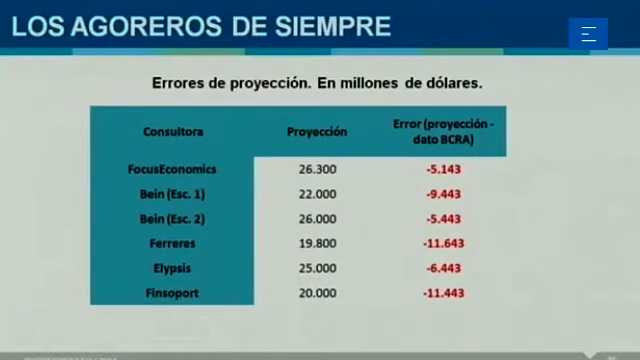 LOS AGOREROS DE SIEMPRE
Errores de proyección. En millones de dólares.
Consultora Proyección Error (proyección - dato BCRA)
FocusEconomics 26.300 -5.143
Bein (Esc. 1) 22.000 -9.443
Bein (Esc. 2) 26.000 -5.443
Ferreres 19.800 -11.643
Elypsis 25.000 -6.443
Finsoport 20.000 -11.443